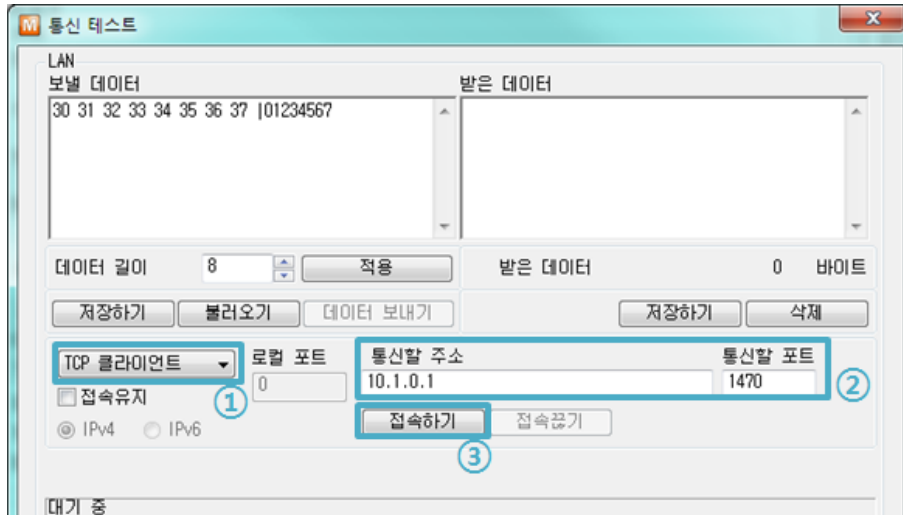 M 통신 테스트
LAN
보낼 데이터
30 31 32 33 34 35 36 37 |01234567
받은 데이터
데이터 길이 8 적용
받은 데이터 0 바이트
저장하기 불러오기 데이터 보내기
저장하기 삭제
TCP 클라이언트
①
접속유지
IPv4 IPv6
로컬 포트
0
통신할 주소 통신할 포트
10.1.0.1 1470
②
접속하기 접속끊기
③
대기 중